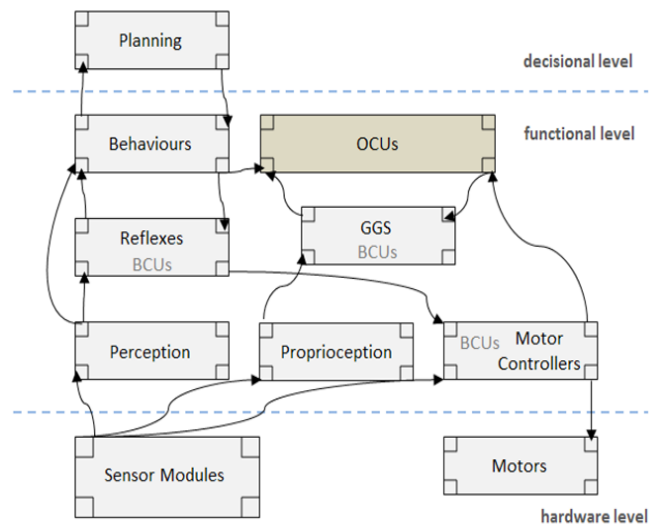 Planning
decisional level
Behaviours
OCUs
functional level
Reflexes
BCUs
GGS
BCUs
Perception
Proprioception
BCUs Motor
Controllers
Sensor Modules
Motors
hardware level